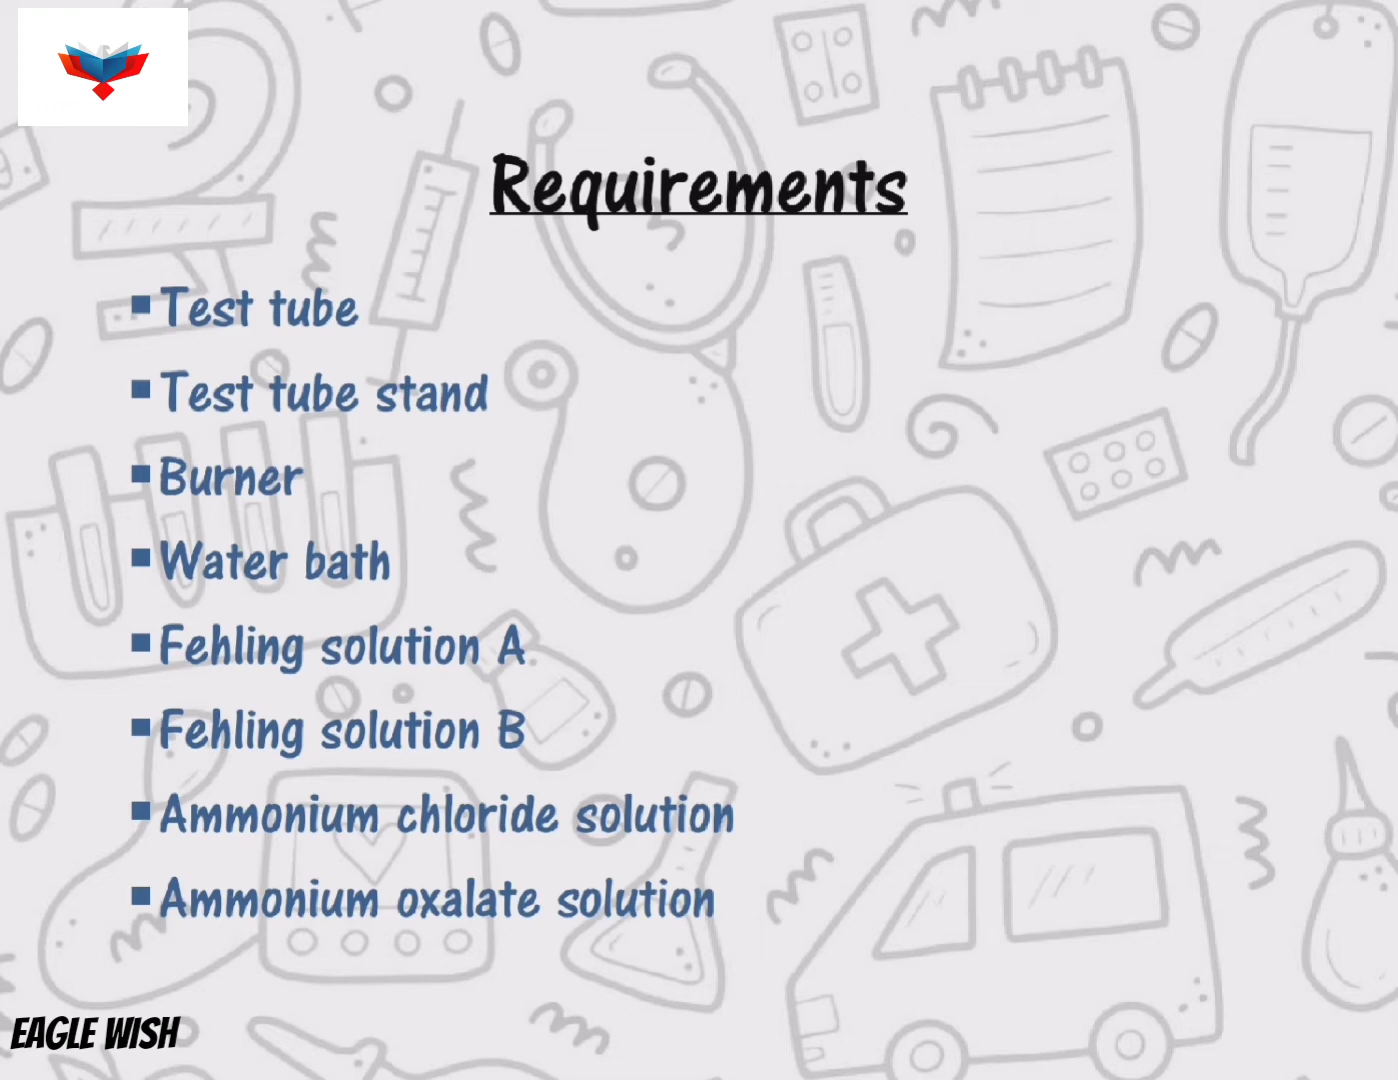 Requirements
▪Test tube
▪Test tube stand
▪Burner
▪Water bath
▪Fehling solution A
▪Fehling solution B
▪Ammonium chloride solution
▪Ammonium oxalate solution
EAGLE WISH